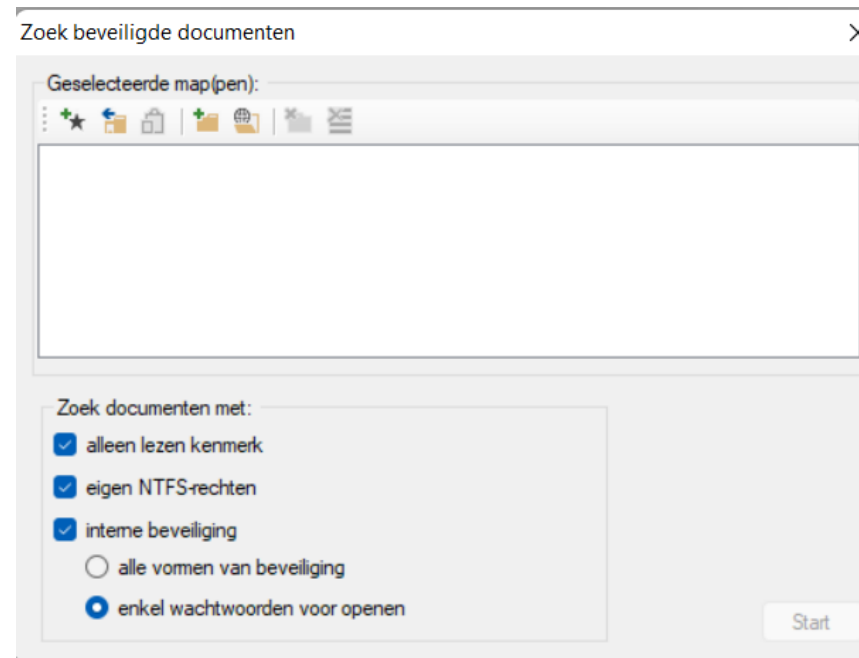 Zoek beveiligde documenten
Geselecteerde map(pen):
Zoek documenten met:
alleen lezen kenmerk
eigen NTFS-rechten
interne beveiliging
alle vormen van beveiliging
enkel wachtwoorden voor openen
Start